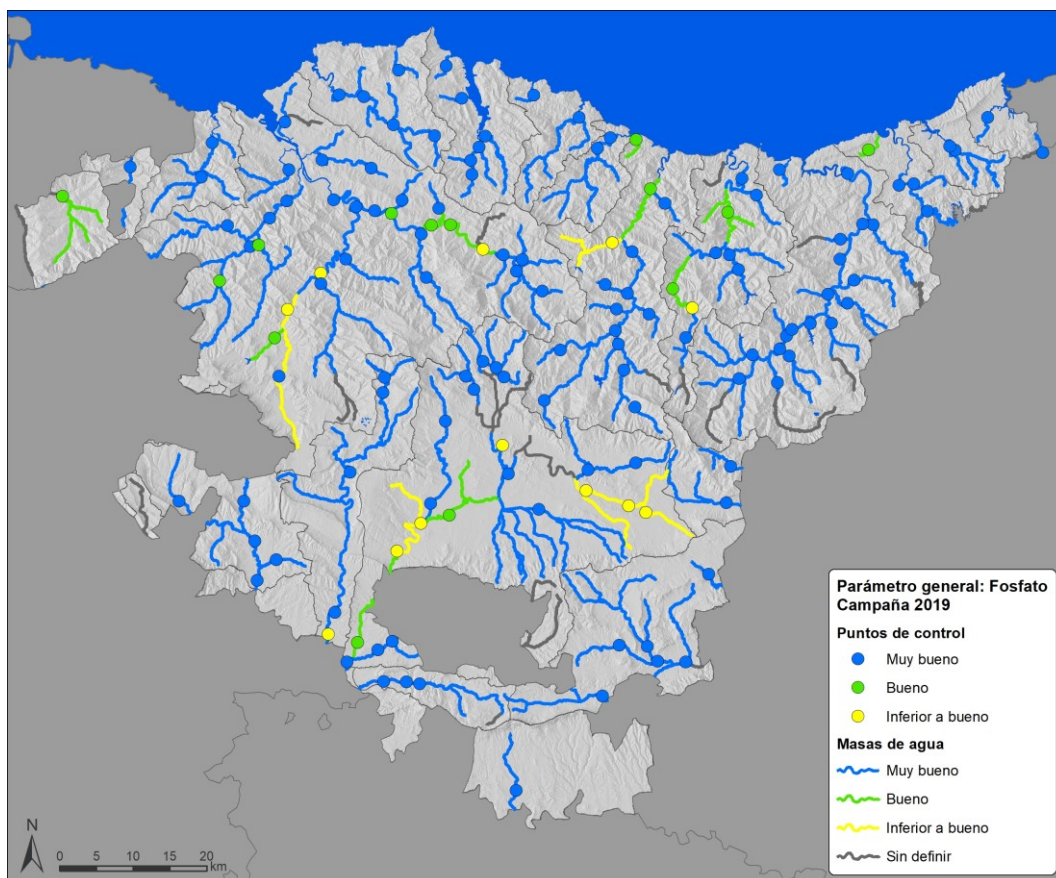 Parámetro general: Fosfato
Campaña 2019
Puntos de control
Muy bueno
Bueno
Inferior a bueno
Masas de agua
Muy bueno
Bueno
Inferior a bueno
Sin definir
N
0 5 10 15 20
km